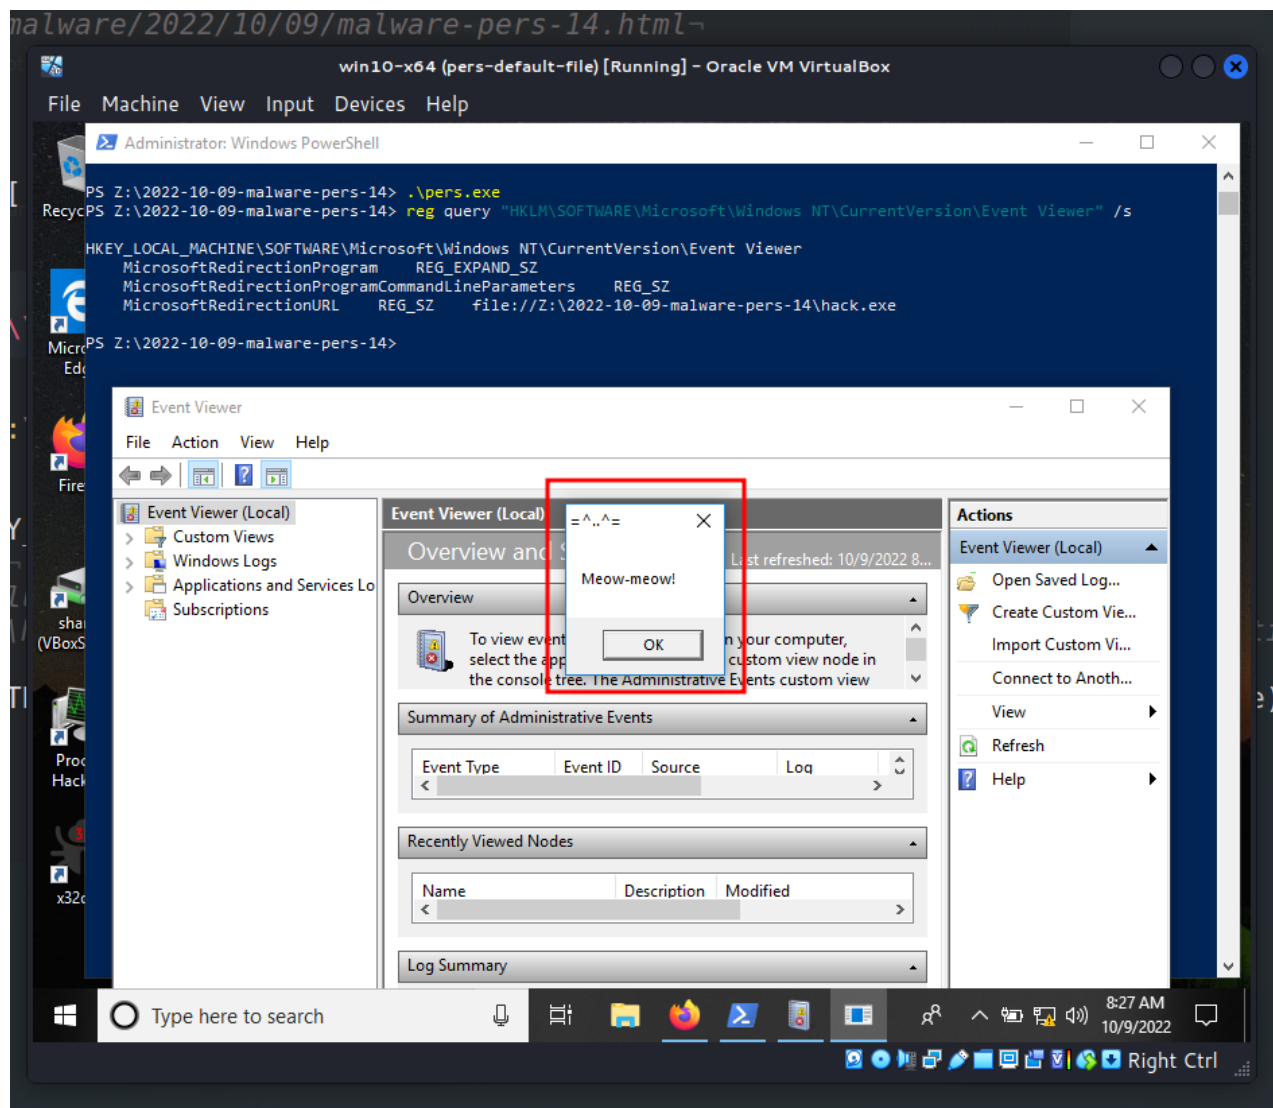 malware/2022/10/09/malware-pers-14.html¬
win10-x64 (pers-default-file) [Running] - Oracle VM VirtualBox
File Machine View Input Devices Help
Administrator: Windows PowerShell
PS Z:\2022-10-09-malware-pers-14> .\pers.exe
PS Z:\2022-10-09-malware-pers-14> reg query "HKLM\SOFTWARE\Microsoft\Windows NT\CurrentVersion\Event Viewer" /s
HKEY_LOCAL_MACHINE\SOFTWARE\Microsoft\Windows NT\CurrentVersion\Event Viewer
MicrosoftRedirectionProgram REG_EXPAND_SZ
MicrosoftRedirectionProgramCommandLineParameters REG_SZ
MicrosoftRedirectionURL REG_SZ file://Z:\2022-10-09-malware-pers-14\hack.exe
PS Z:\2022-10-09-malware-pers-14>
Recyc
Micro
Edg
Fire
shar
(VBoxS
Proc
Hack
x32d
Event Viewer
File Action View Help
Event Viewer (Local)
Custom Views
Windows Logs
Applications and Services Lo
Subscriptions
Event Viewer (Local)
Overview and S
Last refreshed: 10/9/2022 8...
Overview
To view event
n your computer,
select the app
custom view node in
the console tree. The Administrative Events custom view
Summary of Administrative Events
Event Type Event ID Source Log
Recently Viewed Nodes
Name Description Modified
Log Summary
=^..^=
Meow-meow!
OK
Actions
Event Viewer (Local)
Open Saved Log...
Create Custom Vie...
Import Custom Vi...
Connect to Anoth...
View
Refresh
Help
Type here to search
8:27 AM
10/9/2022
Right Ctrl